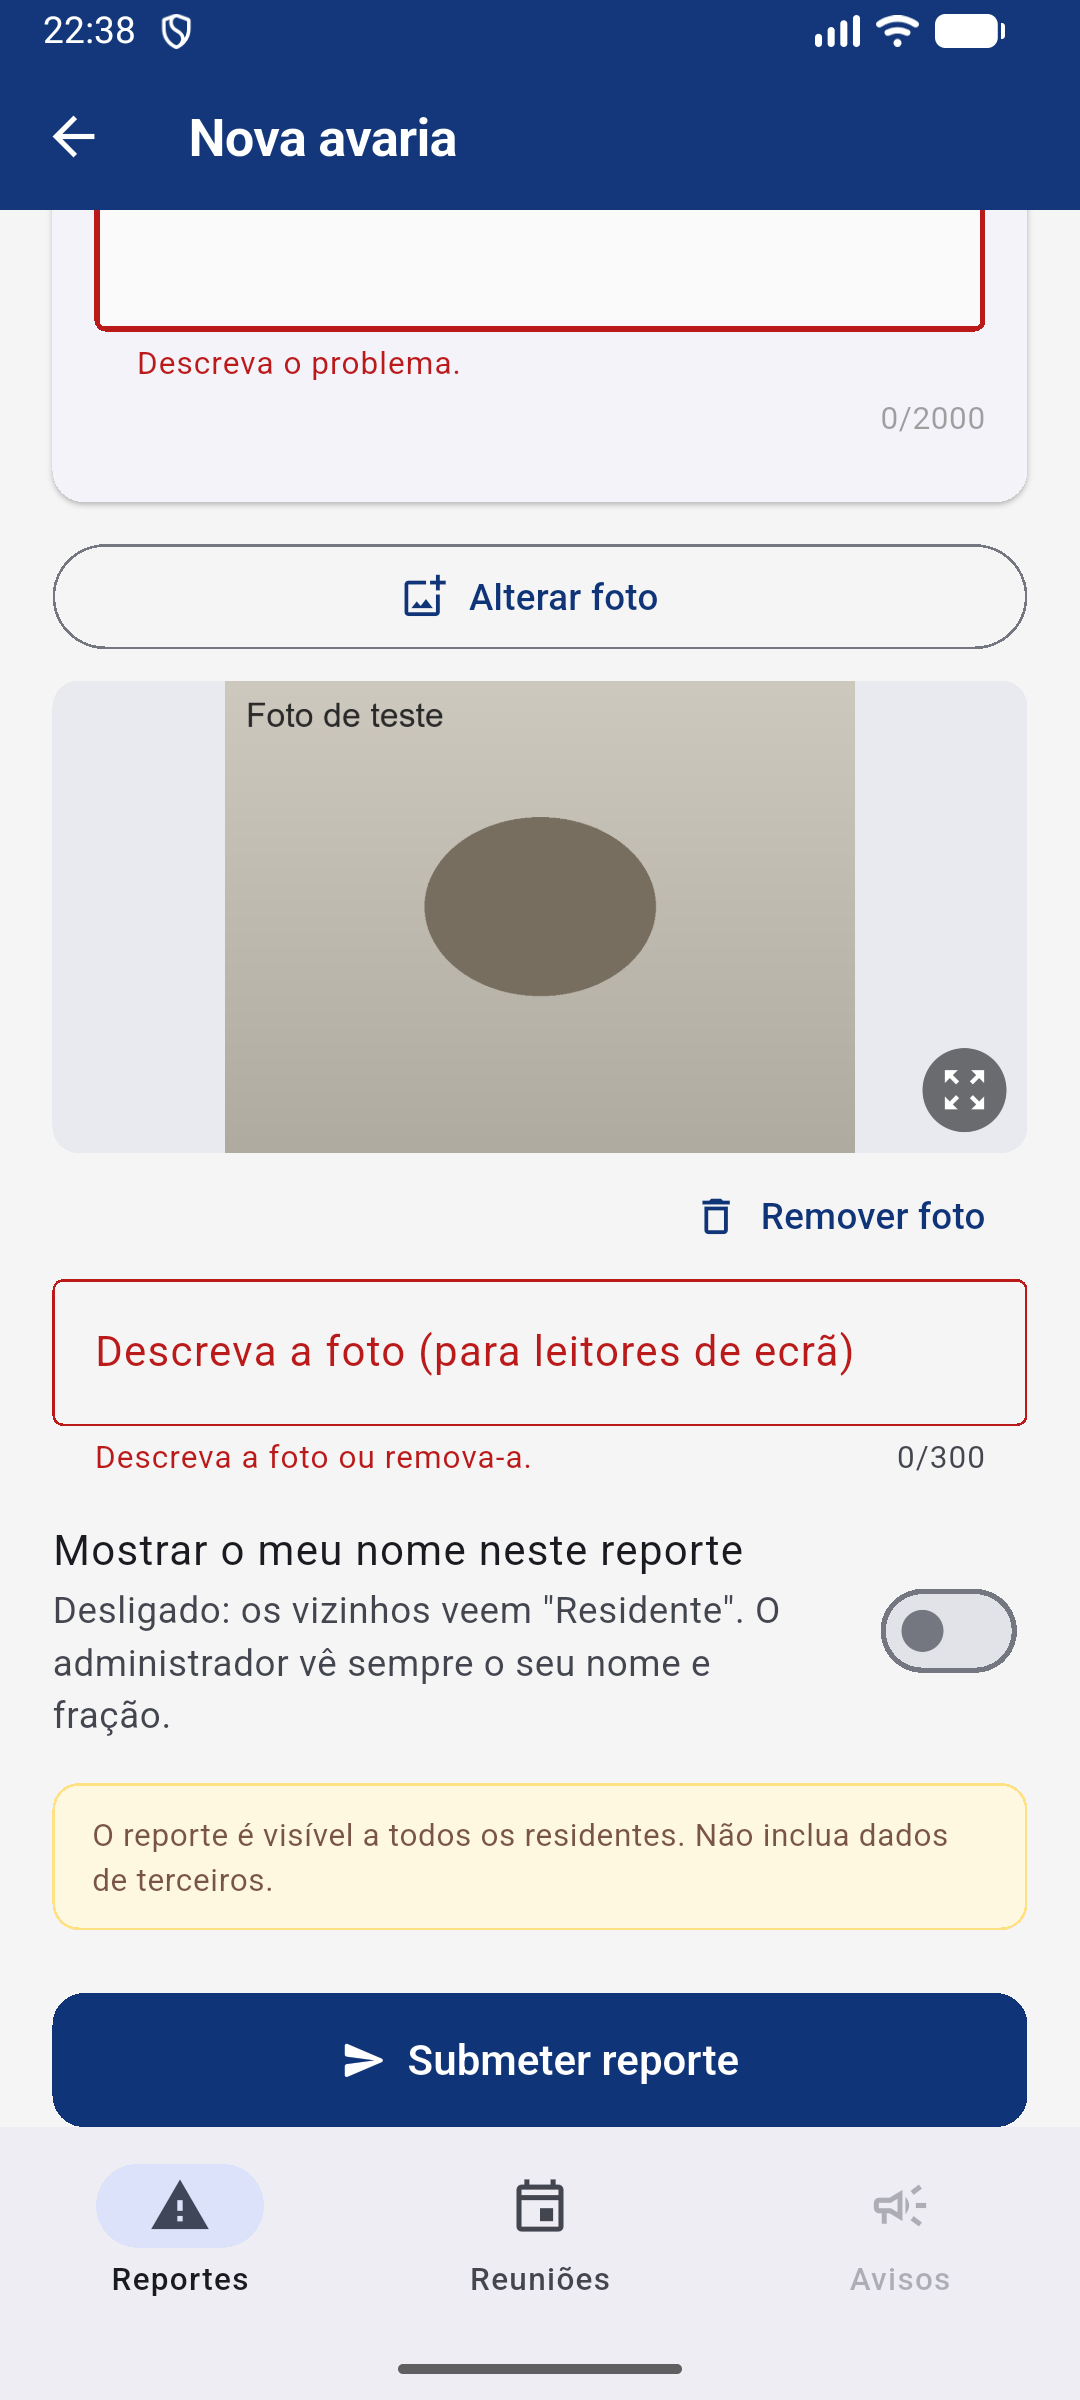 22:38
Nova avaria
Descreva o problema.
0/2000
Alterar foto
Foto de teste
Remover foto
Descreva a foto (para leitores de ecrã)
Descreva a foto ou remova-a.
0/300
Mostrar o meu nome neste reporte
Desligado: os vizinhos veem "Residente". O
administrador vê sempre o seu nome e
fração.
O reporte é visível a todos os residentes. Não inclua dados
de terceiros.
Submeter reporte
Reportes
Reuniões
Avisos